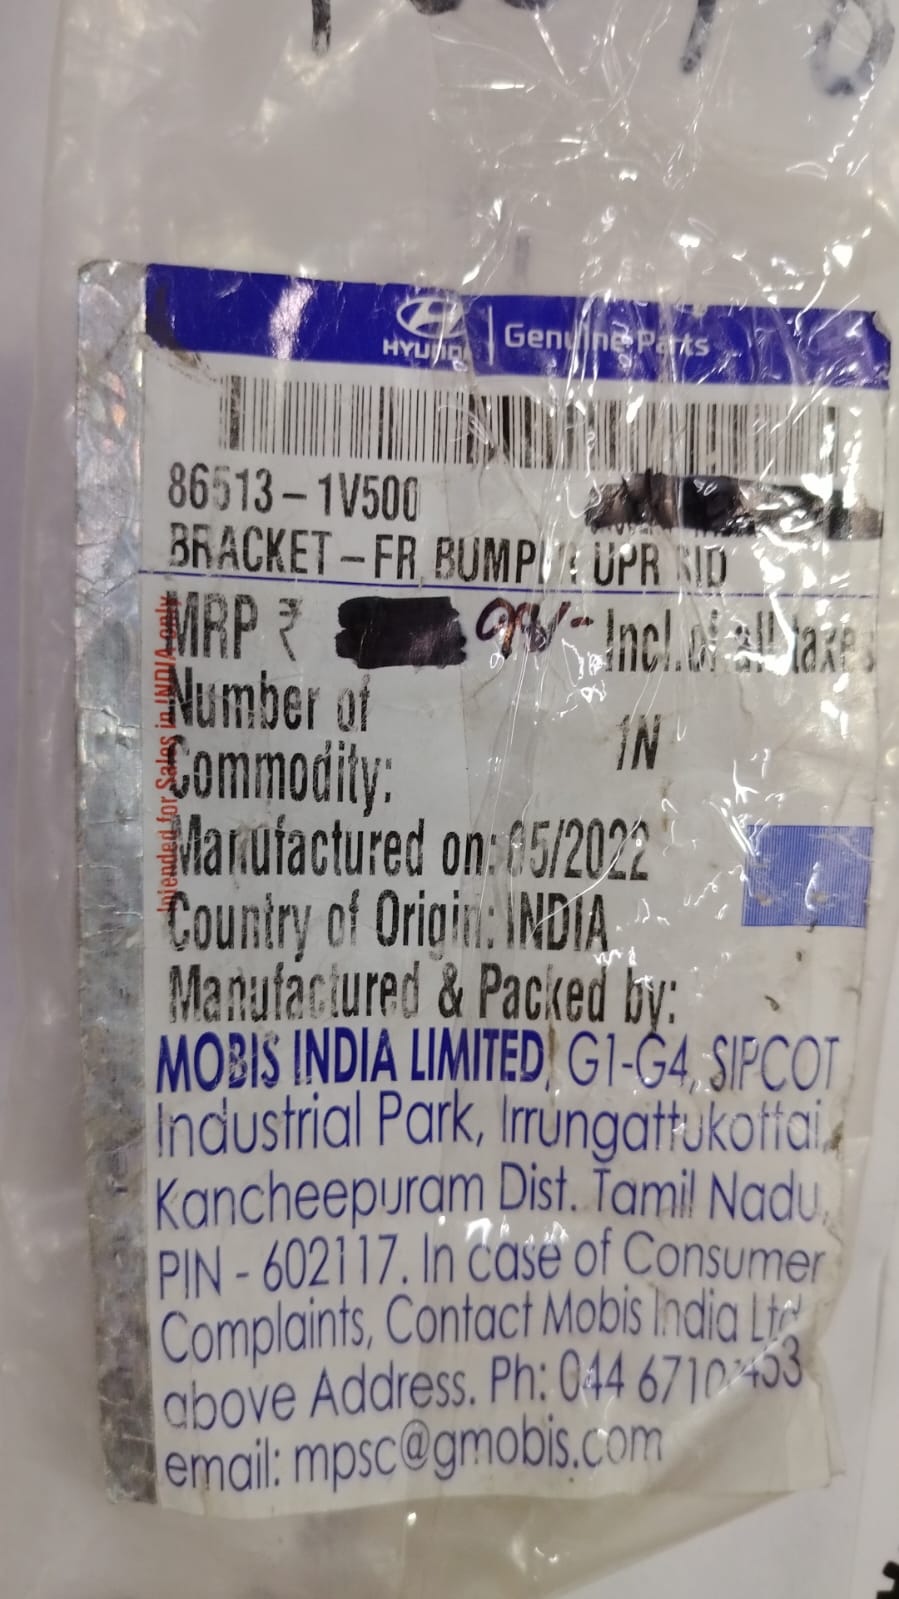 HYUNDAI | Genuine Parts
86513-1V500
BRACKET-FR BUMPER UPR SID
MRP ₹ Incl.of all taxes
Number of
Commodity:
1N
Manufactured on: 05/2022
Country of Origin: INDIA
Manufactured & Packed by:
MOBIS INDIA LIMITED, G1-G4, SIPCOT
Industrial Park, Irrungattukottai,
Kancheepuram Dist. Tamil Nadu,
PIN - 602117. In case of Consumer
Complaints, Contact Mobis India Ltd
above Address. Ph: 044
email: mpsc@gmobis.com
Intended for Sales in INDIA only